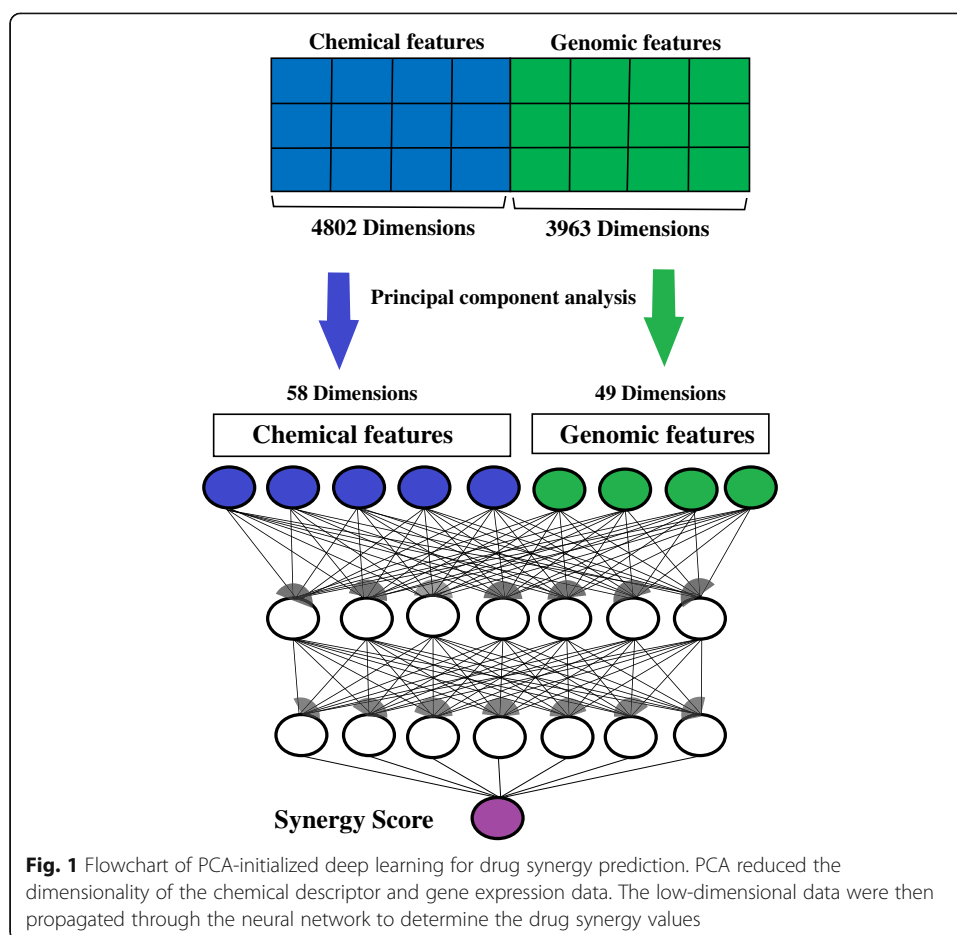 Chemical features Genomic features
4802 Dimensions 3963 Dimensions
Principal component analysis
58 Dimensions 49 Dimensions
Chemical features Genomic features
Synergy Score
Fig. 1 Flowchart of PCA-initialized deep learning for drug synergy prediction. PCA reduced the
dimensionality of the chemical descriptor and gene expression data. The low-dimensional data were then
propagated through the neural network to determine the drug synergy values